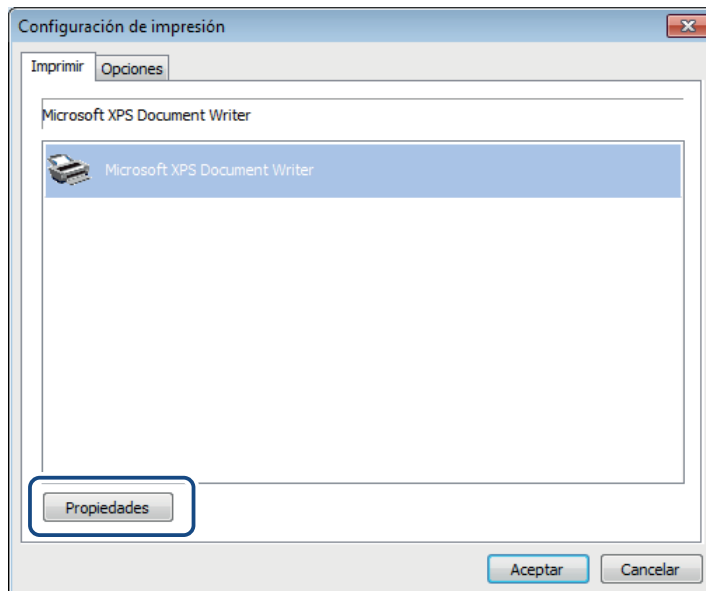 Configuración de impresión
Imprimir Opciones
Microsoft XPS Document Writer
Microsoft XPS Document Writer
Propiedades
Aceptar Cancelar